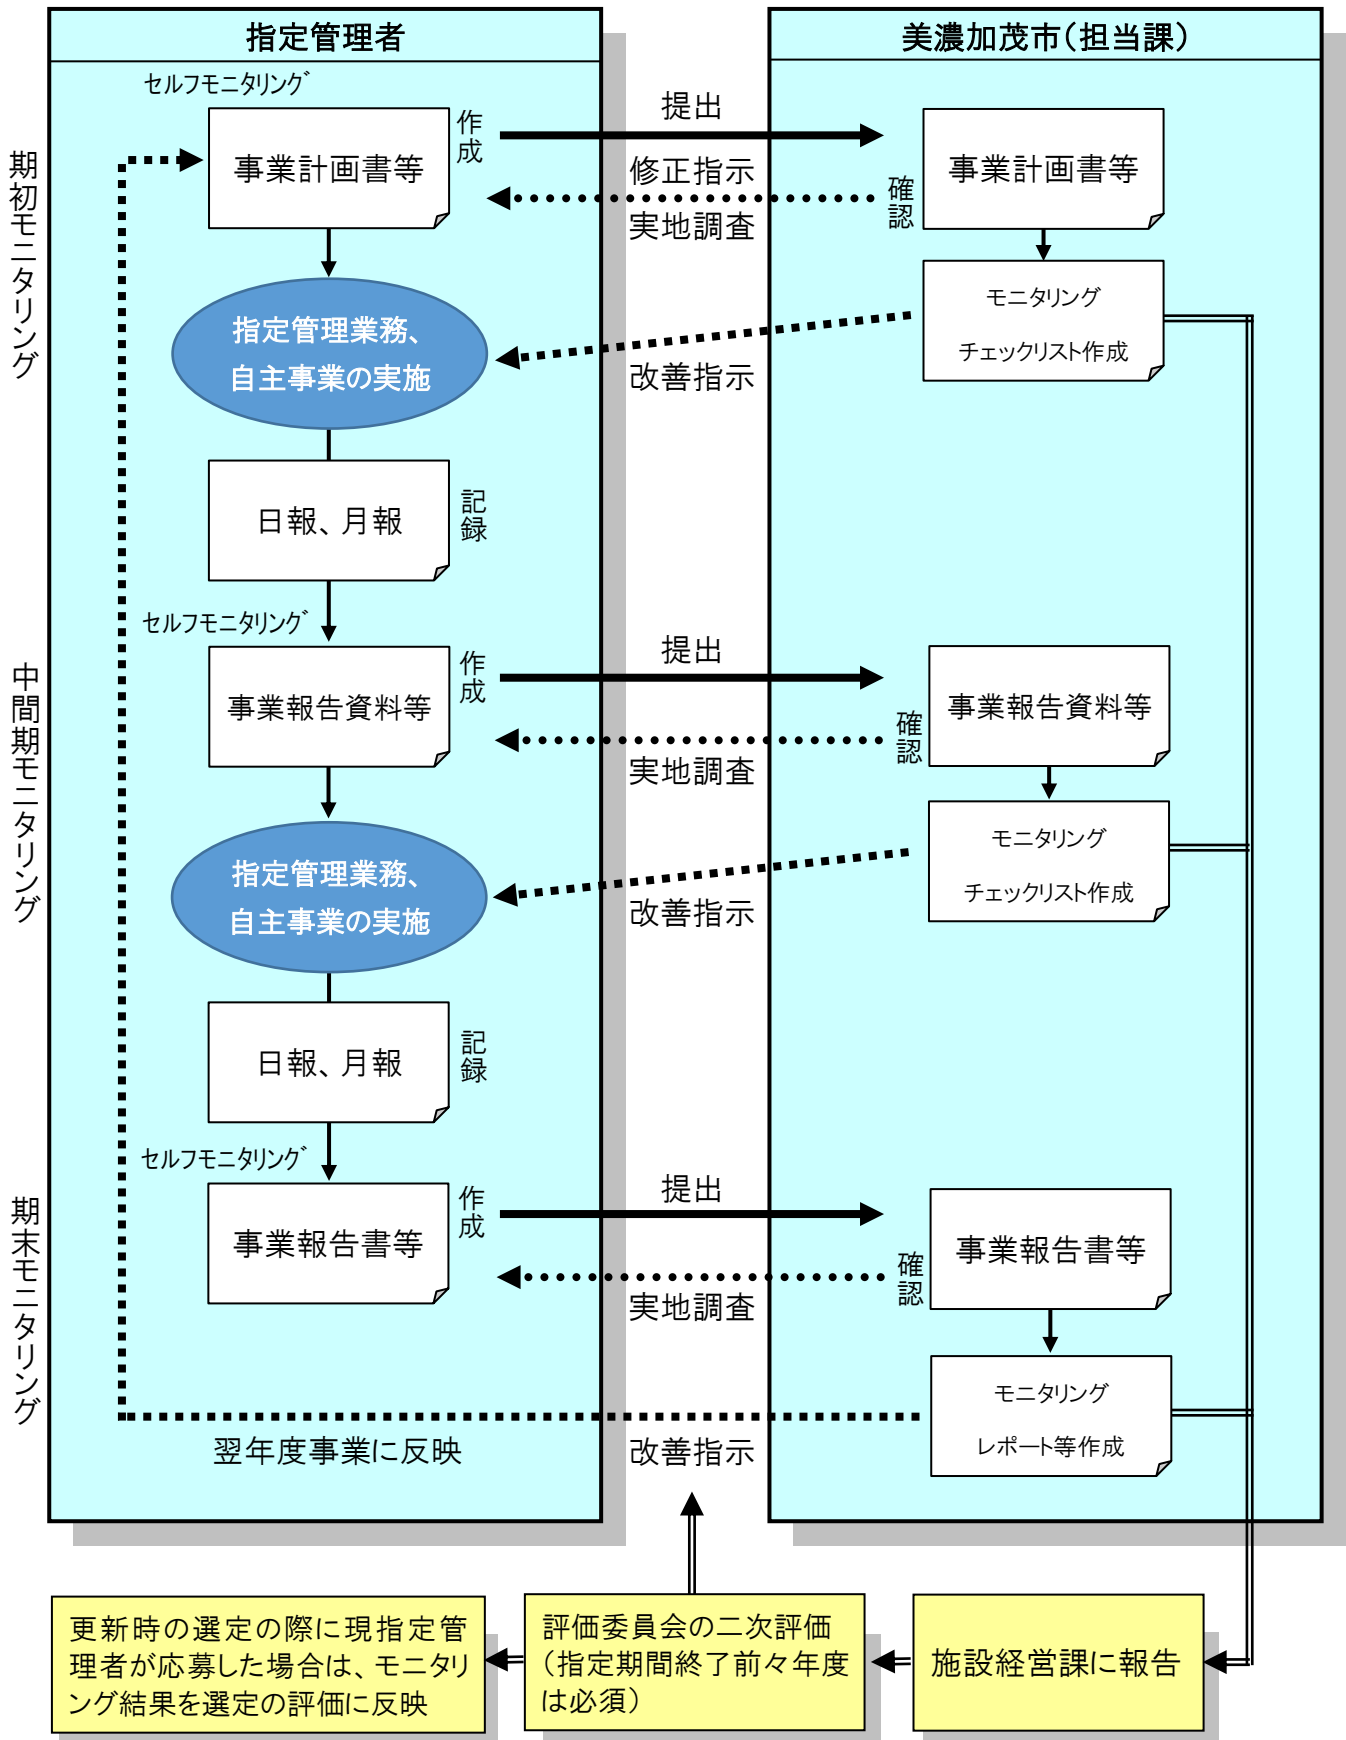 指定管理者
美濃加茂市（担当課）
期初モニタリング
セルフモニタリング
事業計画書等
作成
提出
修正指示
実地調査
確認
事業計画書等
モニタリング
チェックリスト作成
改善指示
指定管理業務、
自主事業の実施
日報、月報
記録
中間期モニタリング
セルフモニタリング
事業報告資料等
作成
提出
実地調査
確認
事業報告資料等
モニタリング
チェックリスト作成
改善指示
指定管理業務、
自主事業の実施
日報、月報
記録
期末モニタリング
セルフモニタリング
事業報告書等
作成
提出
実地調査
確認
事業報告書等
モニタリング
レポート等作成
翌年度事業に反映
改善指示
更新時の選定の際に現指定管
理者が応募した場合は、モニタリ
ング結果を選定の評価に反映
評価委員会の二次評価
（指定期間終了前々年度
は必須）
施設経営課に報告